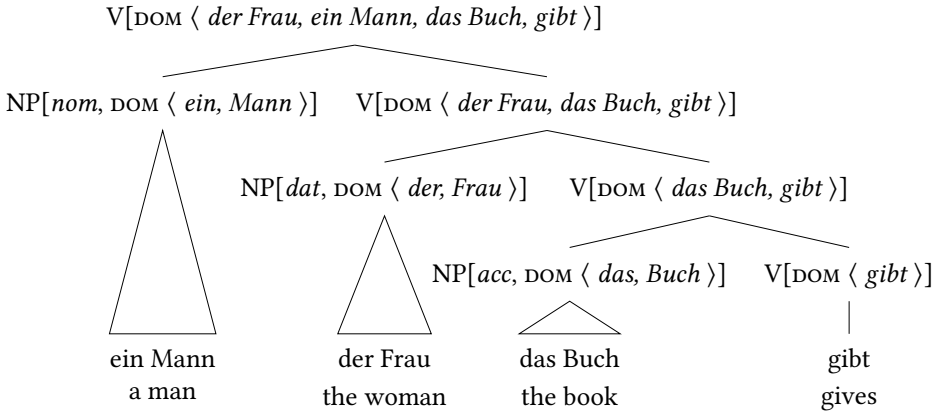 V[DOM ⟨ der Frau, ein Mann, das Buch, gibt ⟩]
NP[nom, DOM ⟨ ein, Mann ⟩] V[DOM ⟨ der Frau, das Buch, gibt ⟩]
NP[dat, DOM ⟨ der, Frau ⟩] V[DOM ⟨ das Buch, gibt ⟩]
NP[acc, DOM ⟨ das, Buch ⟩] V[DOM ⟨ gibt ⟩]
ein Mann der Frau das Buch gibt
a man the woman the book gives